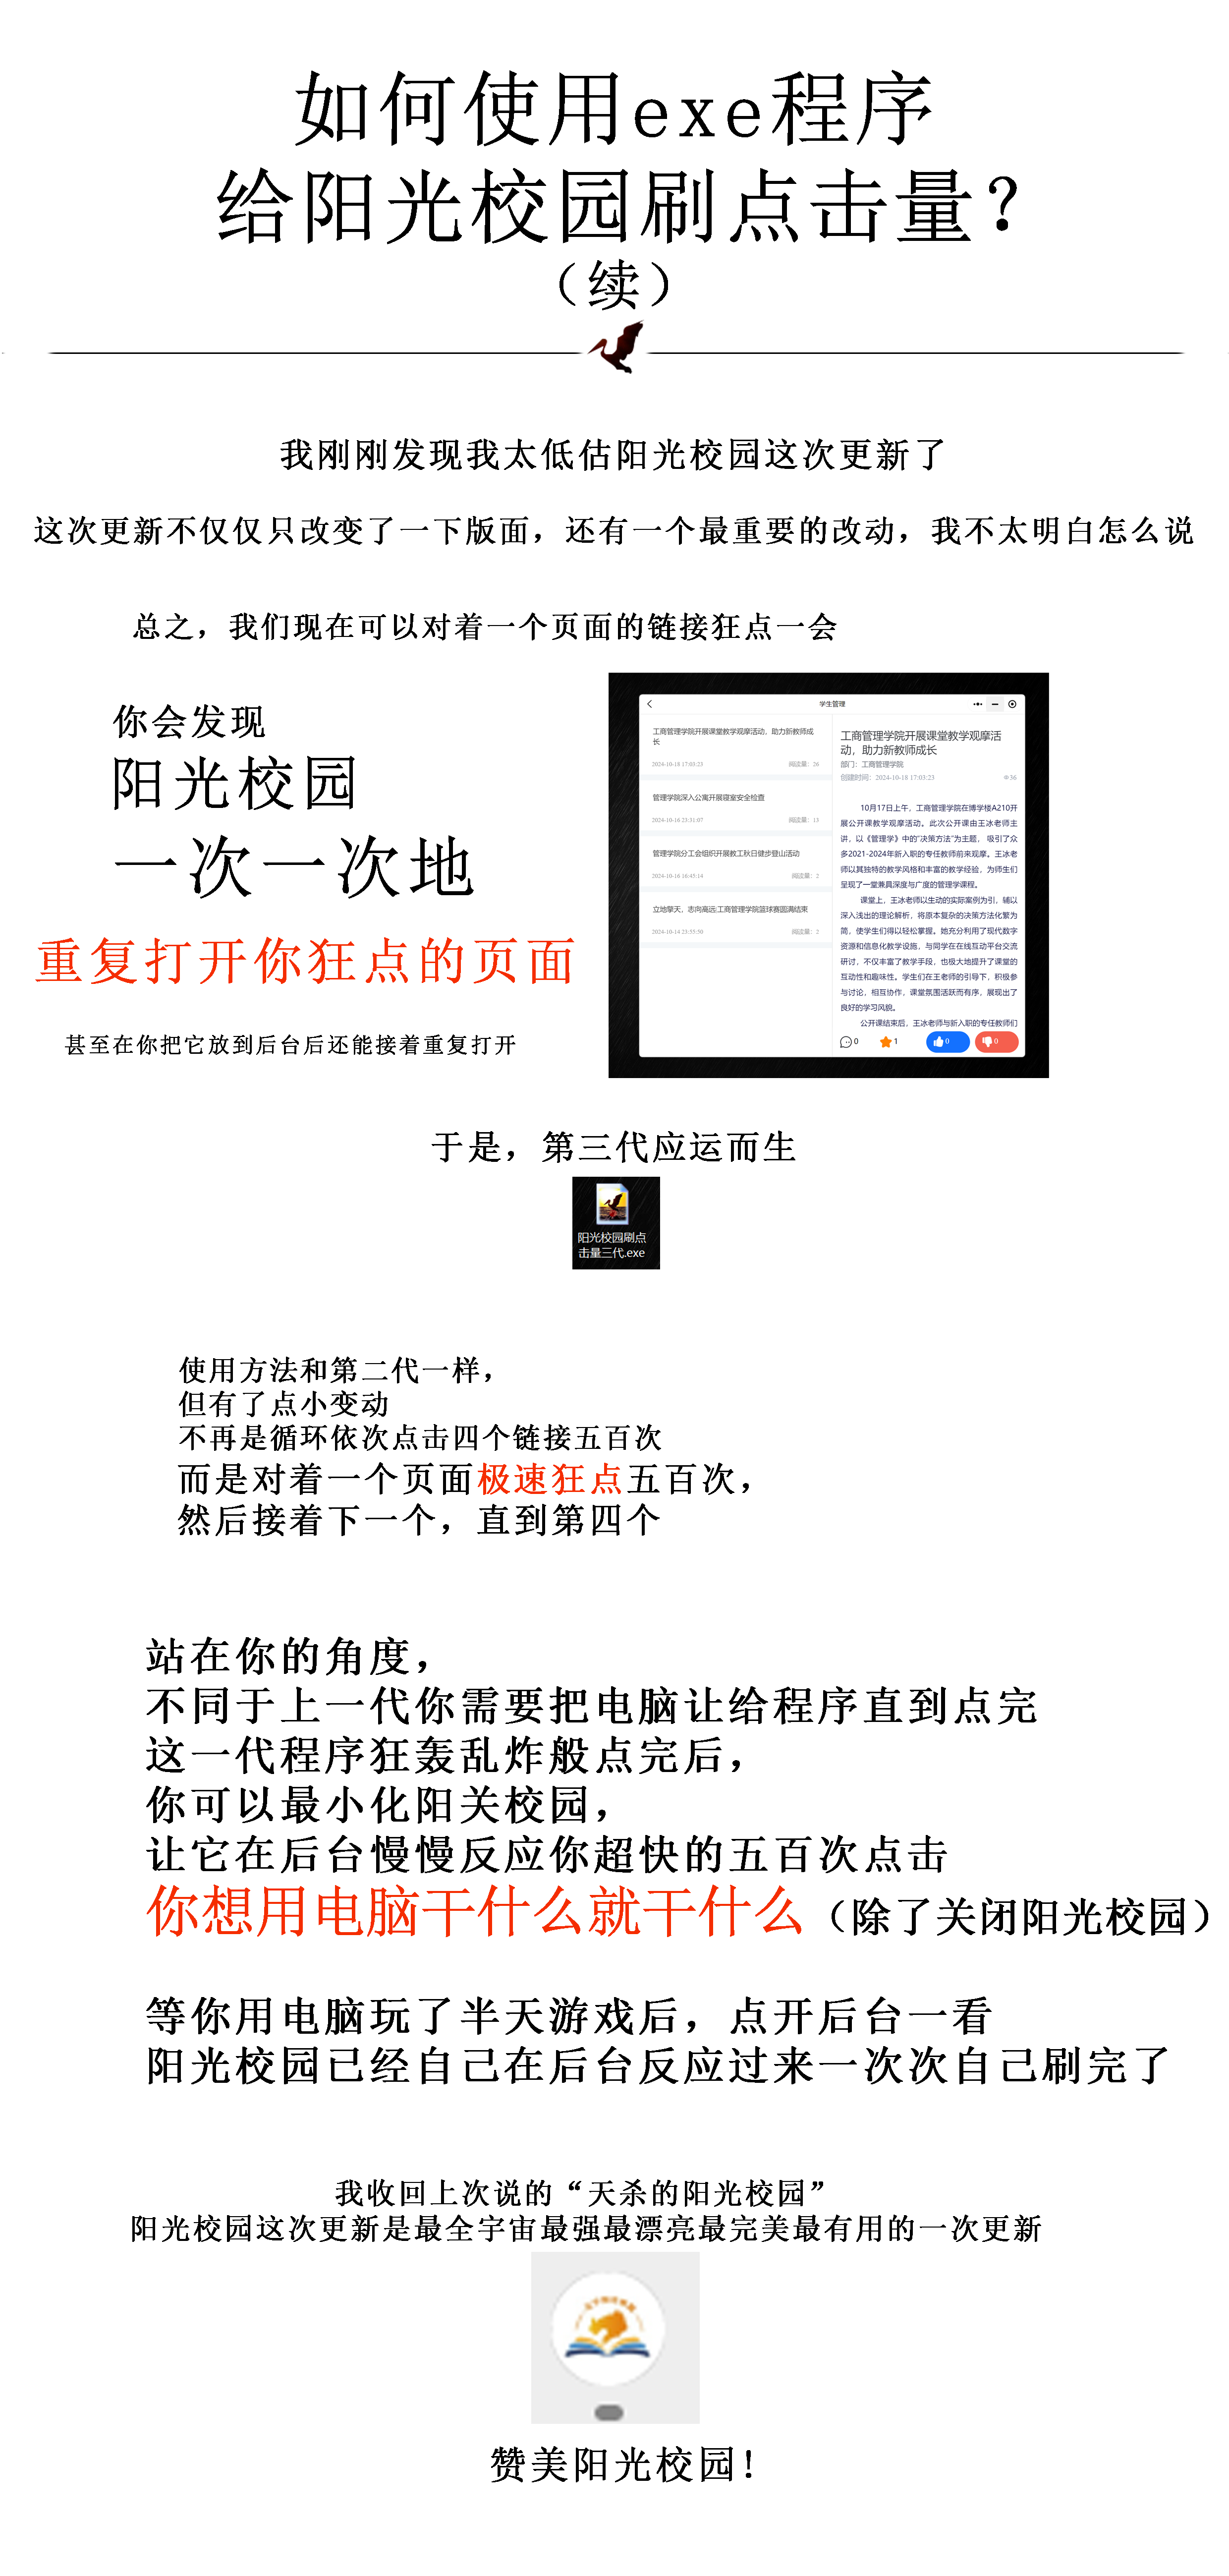 如何使用exe程序
给阳光校园刷点击量？
（续）
我刚刚发现我太低估阳光校园这次更新了
这次更新不仅仅只改变了一下版面，还有一个最重要的改动，我不太明白怎么说
总之，我们现在可以对着一个页面的链接狂点一会
你会发现
阳光校园
一次一次地
重复打开你狂点的页面
甚至在你把它放到后台后还能接着重复打开
学生管理
工商管理学院开展课堂教学观摩活动，助力新教师成
长
2024-10-18 17:03:23 阅读量：26
管理学院深入公寓开展寝室安全检查
2024-10-16 23:31:07 阅读量：13
管理学院分工会组织开展教工秋日健步登山活动
2024-10-16 16:45:14 阅读量：2
立地擎天，志向高远|工商管理学院篮球赛圆满结束
2024-10-14 23:55:50 阅读量：2
工商管理学院开展课堂教学观摩活
动，助力新教师成长
部门：工商管理学院
创建时间：2024-10-18 17:03:23 36
10月17日上午，工商管理学院在博学楼A210开
展公开课教学观摩活动。此次公开课由王冰老师主
讲，以《管理学》中的“决策方法”为主题， 吸引了众
多2021-2024年新入职的专任教师前来观摩。王冰老
师以其独特的教学风格和丰富的教学经验，为师生们
呈现了一堂兼具深度与广度的管理学课程。
课堂上，王冰老师以生动的实际案例为引，辅以
深入浅出的理论解析，将原本复杂的决策方法化繁为
简，使学生们得以轻松掌握。她充分利用了现代数字
资源和信息化教学设施，与同学在在线互动平台交流
研讨，不仅丰富了教学手段，也极大地提升了课堂的
互动性和趣味性。学生们在王老师的引导下，积极参
与讨论，相互协作，课堂氛围活跃而有序，展现出了
良好的学习风貌。
公开课结束后，王冰老师与新入职的专任教师们
0 1 0 0
于是，第三代应运而生
阳光校园刷点
击量三代.exe
使用方法和第二代一样，
但有了点小变动
不再是循环依次点击四个链接五百次
而是对着一个页面极速狂点五百次，
然后接着下一个，直到第四个
站在你的角度，
不同于上一代你需要把电脑让给程序直到点完
这一代程序狂轰乱炸般点完后，
你可以最小化阳关校园，
让它在后台慢慢反应你超快的五百次点击
你想用电脑干什么就干什么（除了关闭阳光校园）
等你用电脑玩了半天游戏后，点开后台一看
阳光校园已经自己在后台反应过来一次次自己刷完了
我收回上次说的“天杀的阳光校园”
阳光校园这次更新是最全宇宙最强最漂亮最完美最有用的一次更新
赞美阳光校园！